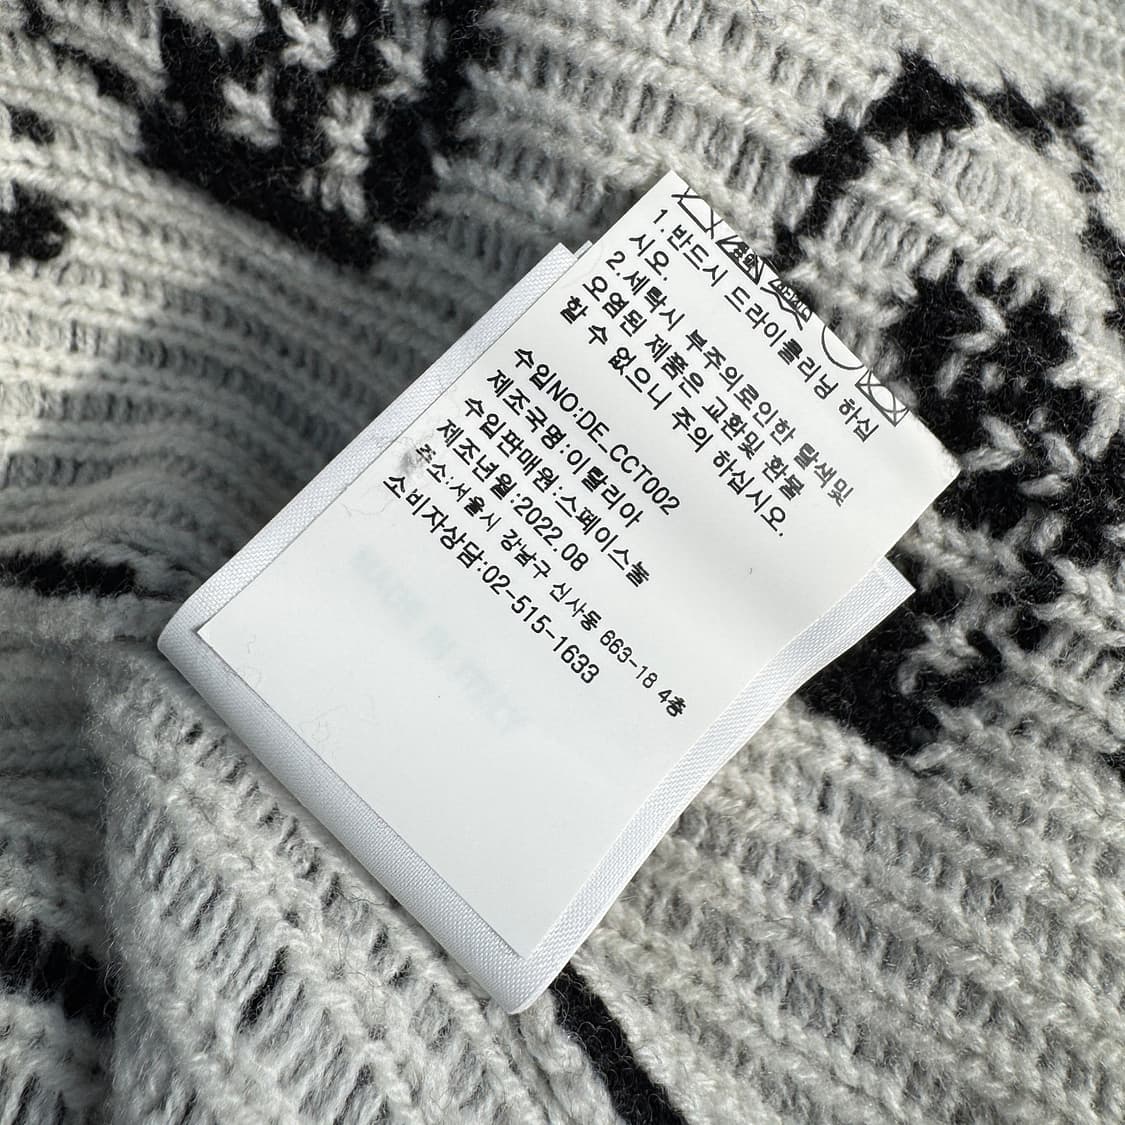 1.반드시 드라이클리닝 하십
시오.
2.세탁시 부주의로인한 탈색및
오염된 제품은 교환및 환불
할 수 없으니 주의 하십시오.
수입NO:DE_CCT002
제조국명:이탈리아
수입판매원:스페이스눌
제조년월:2022.08
주소:서울시 강남구 신사동 663-18 4층
소비자상담:02-515-1633